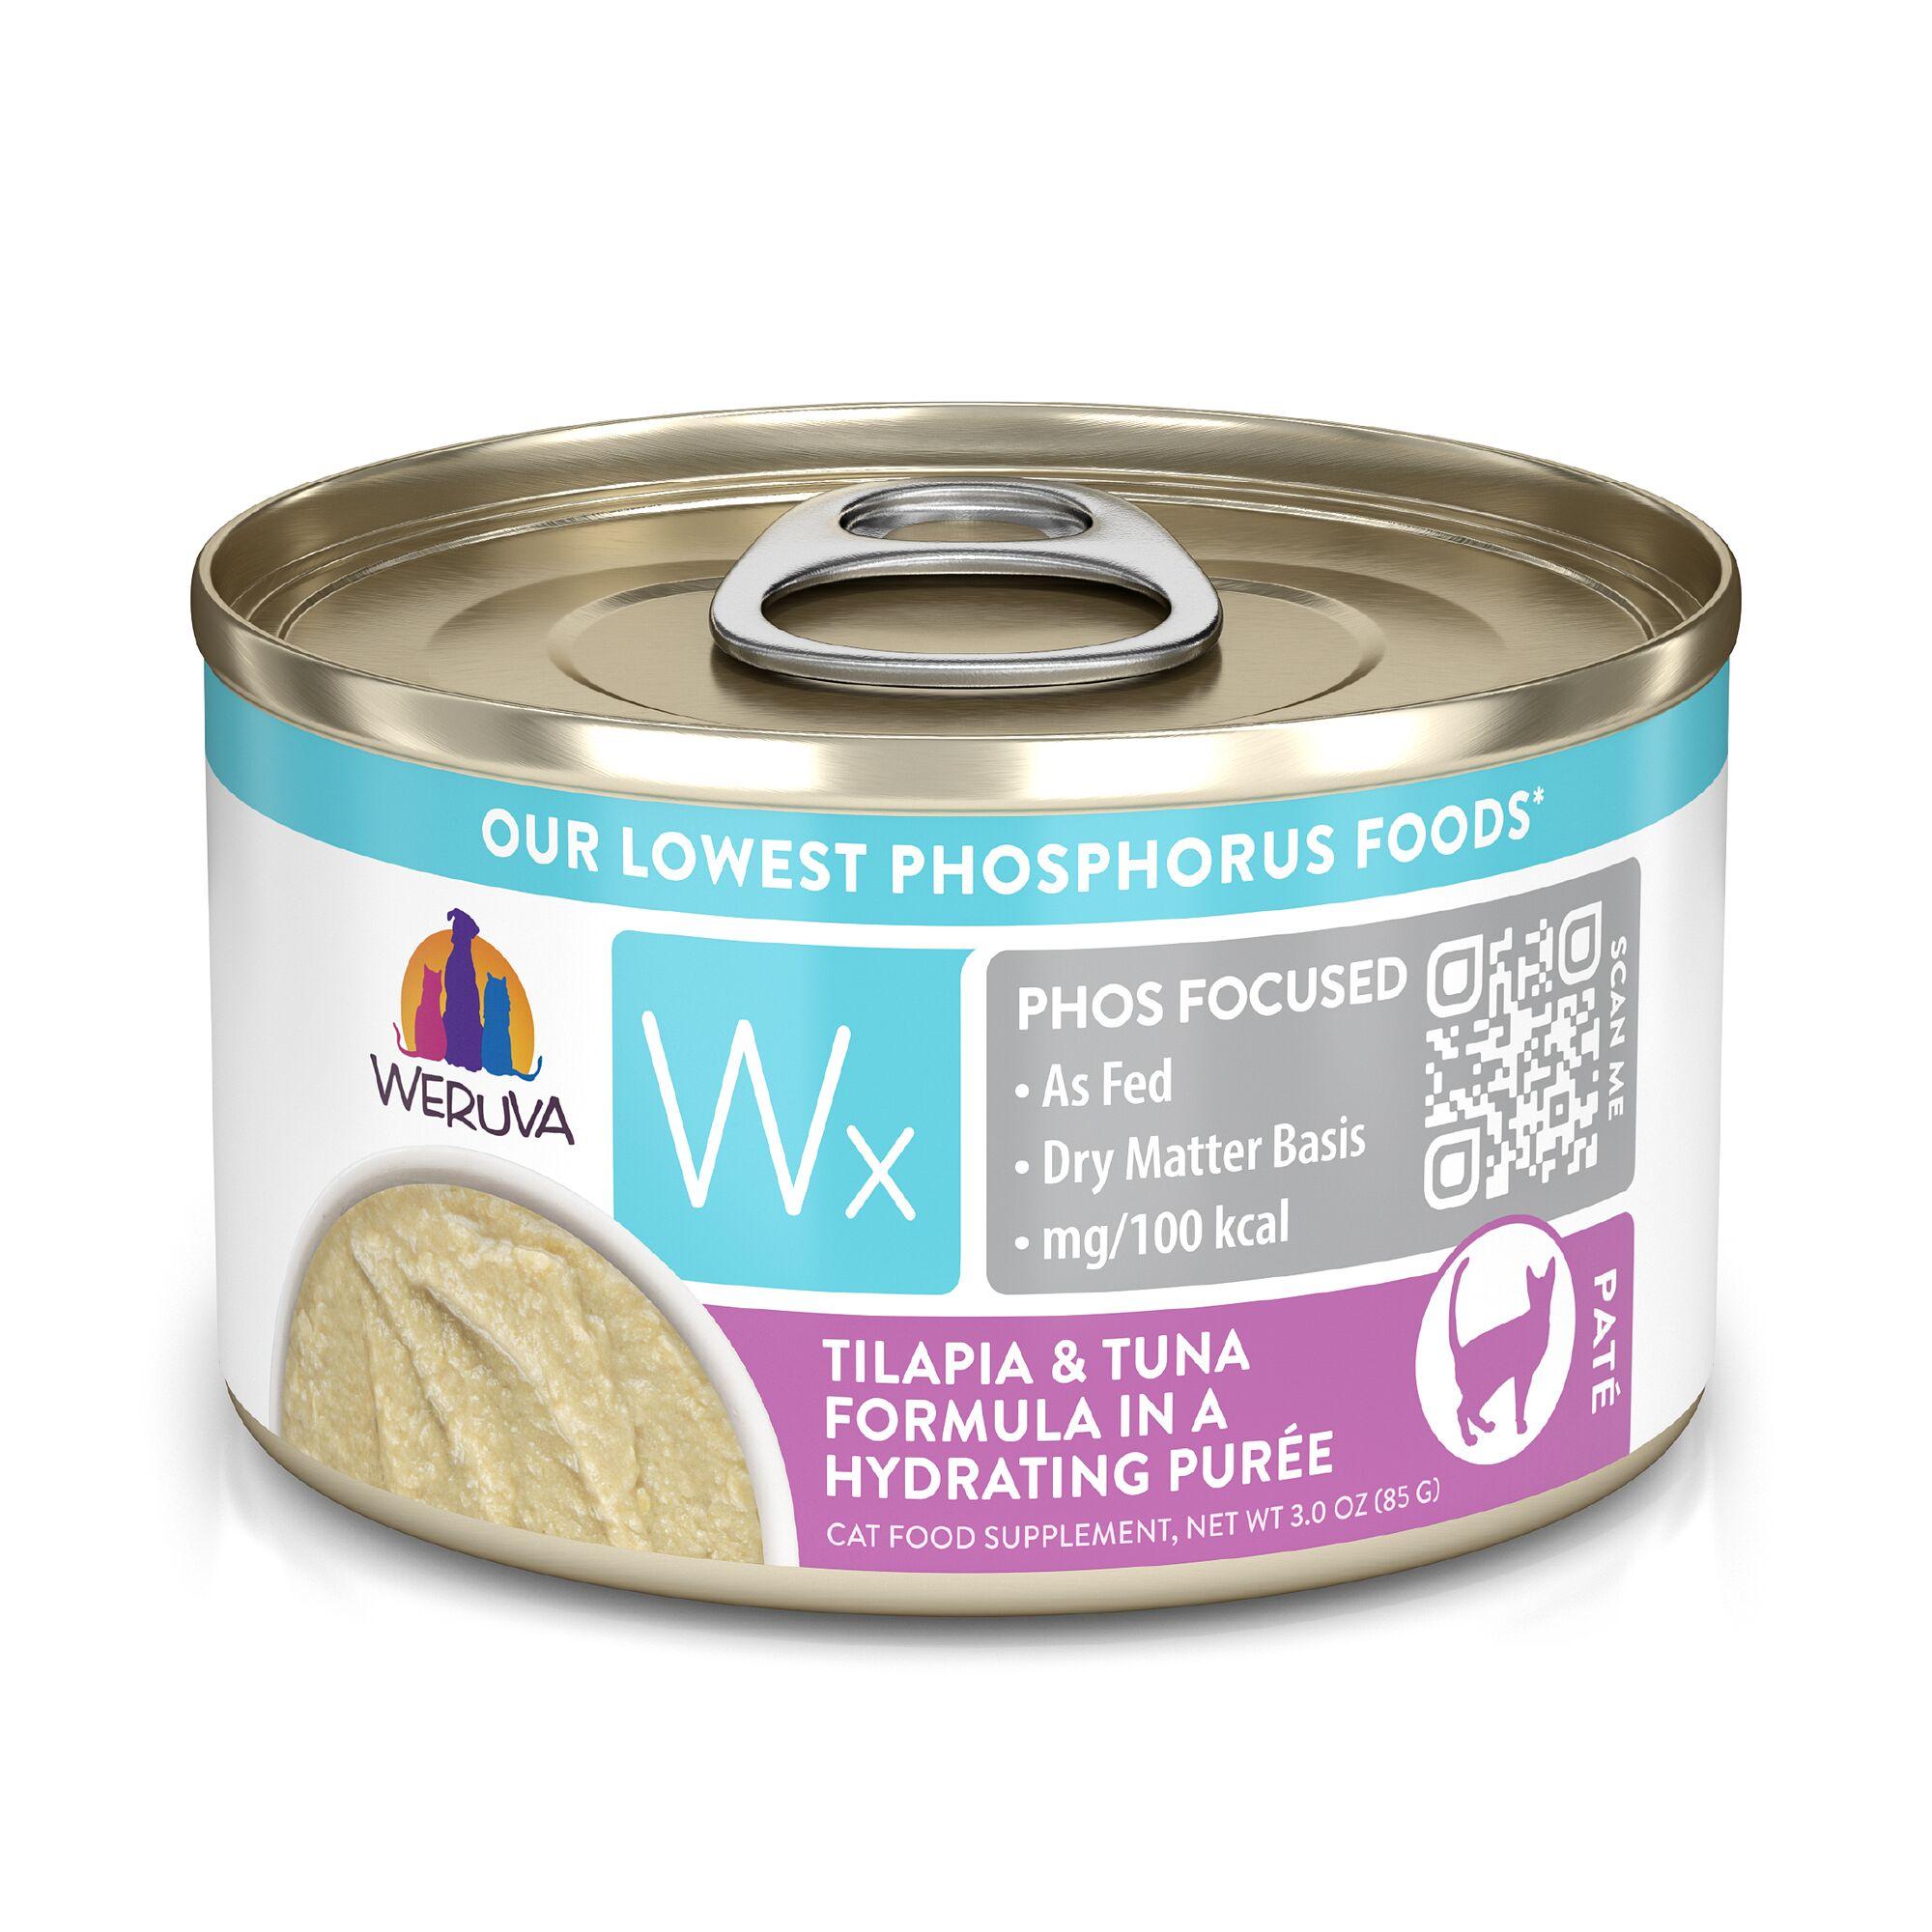 OUR LOWEST PHOSPHORUS FOODS*
WERUVA
Wx
PHOS FOCUSED
• As Fed
• Dry Matter Basis
• mg/100 kcal
SCAN ME
TILAPIA & TUNA
FORMULA IN A
HYDRATING PURÉE
CAT FOOD SUPPLEMENT, NET WT 3.0 OZ (85 G)
PATÉ